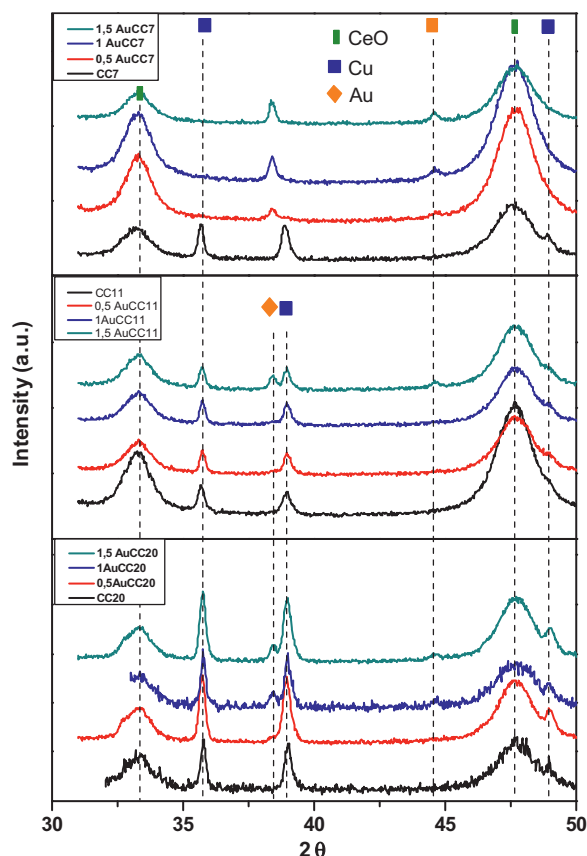 1,5 AuCC7
1 AuCC7
0,5 AuCC7
CC7
CeO
Cu
Au
CC11
0,5 AuCC11
1AuCC11
1,5 AuCC11
1,5 AuCC20
1AuCC20
0,5AuCC20
CC20
Intensity (a.u.)
30 35 40 45 50
2 θ